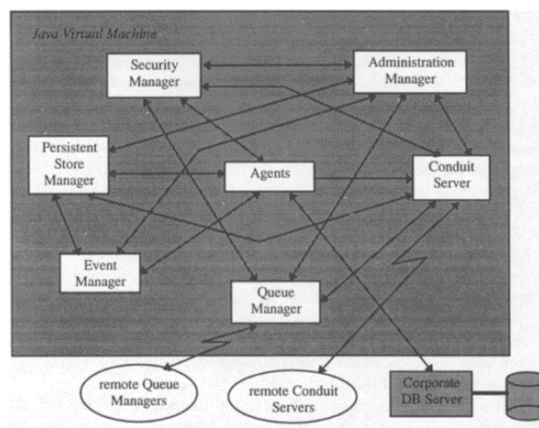 Java Virtual Machine
Security
Manager
Administration
Manager
Persistent
Store
Manager
Agents
Conduit
Server
Event
Manager
Queue
Manager
remote Queue
Managers
remote Conduit
Servers
Corporate
DB Server